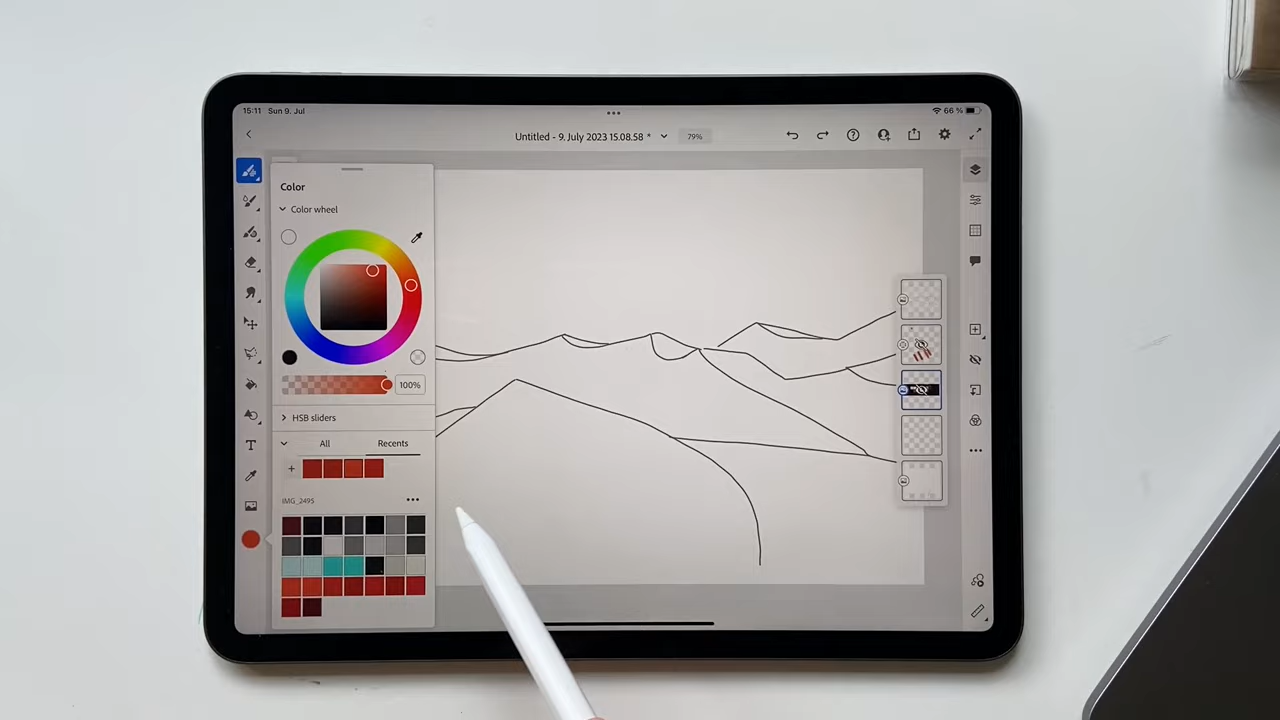 15:11 Sun 9. Jul
66 %
Untitled - 9. July 2023 15.08.58 *
79%
Color
Color wheel
100%
HSB sliders
All Recents
IMG_2495
T